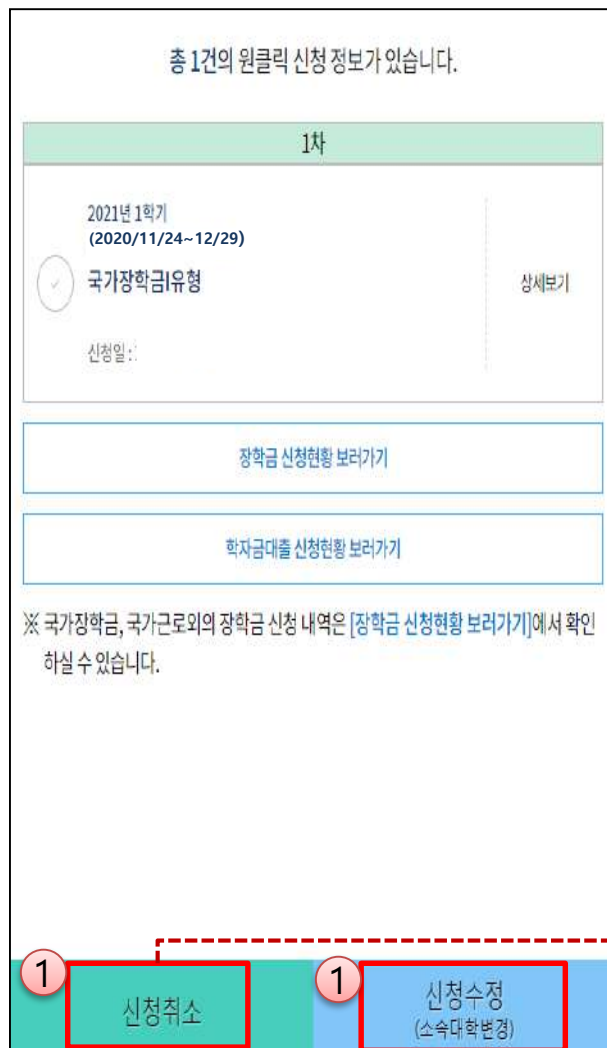 총 1건의 원클릭 신청 정보가 있습니다.
1차
2021년 1학기
(2020/11/24~12/29)
국가장학금I유형
상세보기
신청일 :
장학금 신청현황 보러가기
학자금대출 신청현황 보러가기
※ 국가장학금, 국가근로외의 장학금 신청 내역은 [장학금 신청현황 보러가기]에서 확인
하실 수 있습니다.
1
신청취소
1
신청수정
(소속대학변경)